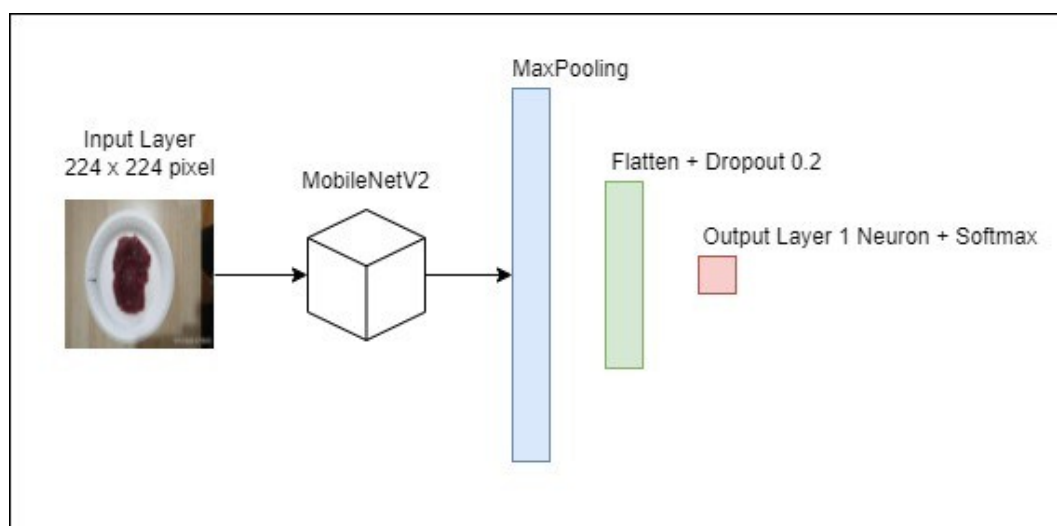 Input Layer
224 x 224 pixel
MobileNetV2
MaxPooling
Flatten + Dropout 0.2
Output Layer 1 Neuron + Softmax